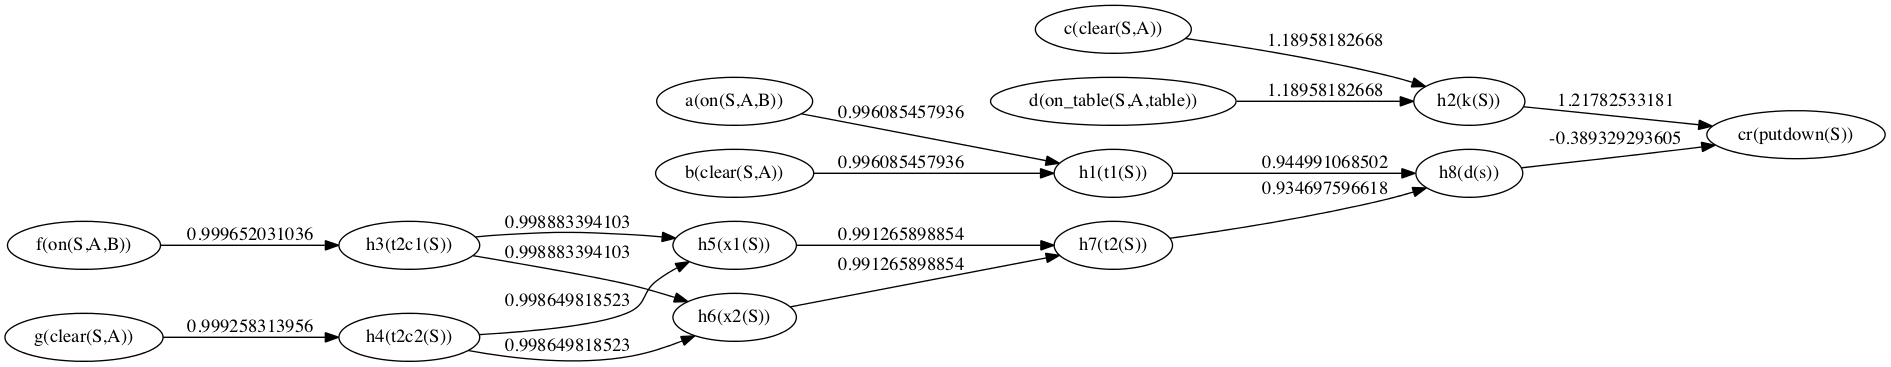 c(clear(S,A))
1.18958182668
a(on(S,A,B))
d(on_table(S,A,table))
1.18958182668
h2(k(S))
1.21782533181
0.996085457936
cr(putdown(S))
-0.389329293605
b(clear(S,A))
0.996085457936
h1(t1(S))
0.944991068502
h8(d(s))
0.934697596618
f(on(S,A,B))
0.999652031036
h3(t2c1(S))
0.998883394103
h5(x1(S))
0.991265898854
h7(t2(S))
0.998883394103
0.991265898854
0.998649818523
h6(x2(S))
g(clear(S,A))
0.999258313956
h4(t2c2(S))
0.998649818523